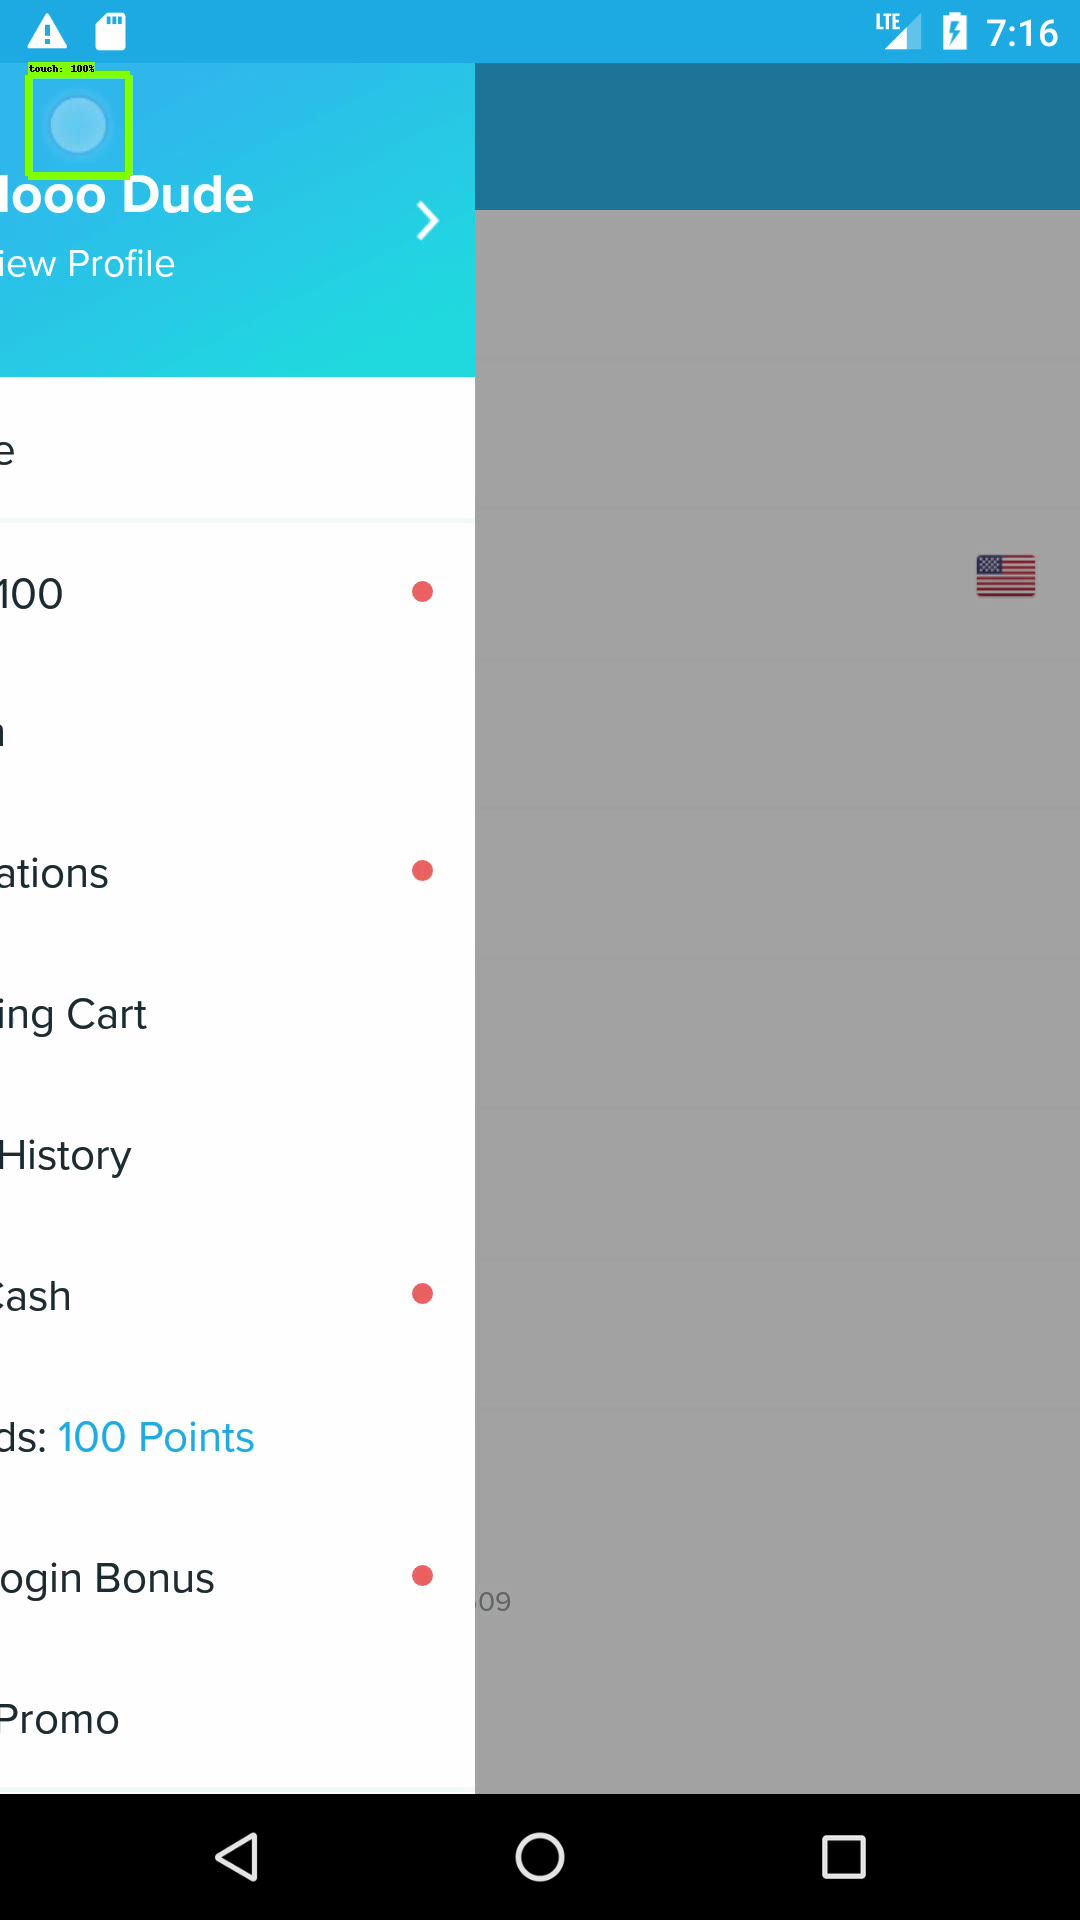 LTE 7:16
touch: 100%
looo Dude
iew Profile
e
100
ations
ing Cart
History
Cash
ds: 100 Points
ogin Bonus
09
Promo